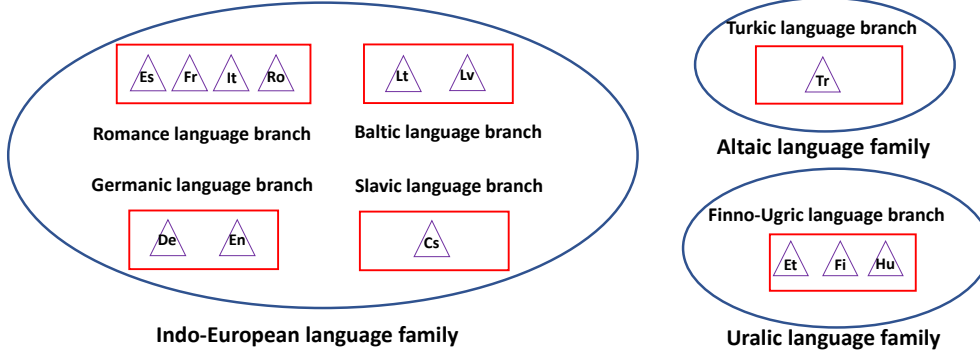 Es Fr It Ro
Romance language branch
Lt Lv
Baltic language branch
Germanic language branch
De En
Slavic language branch
Cs
Indo-European language family
Turkic language branch
Tr
Altaic language family
Finno-Ugric language branch
Et Fi Hu
Uralic language family